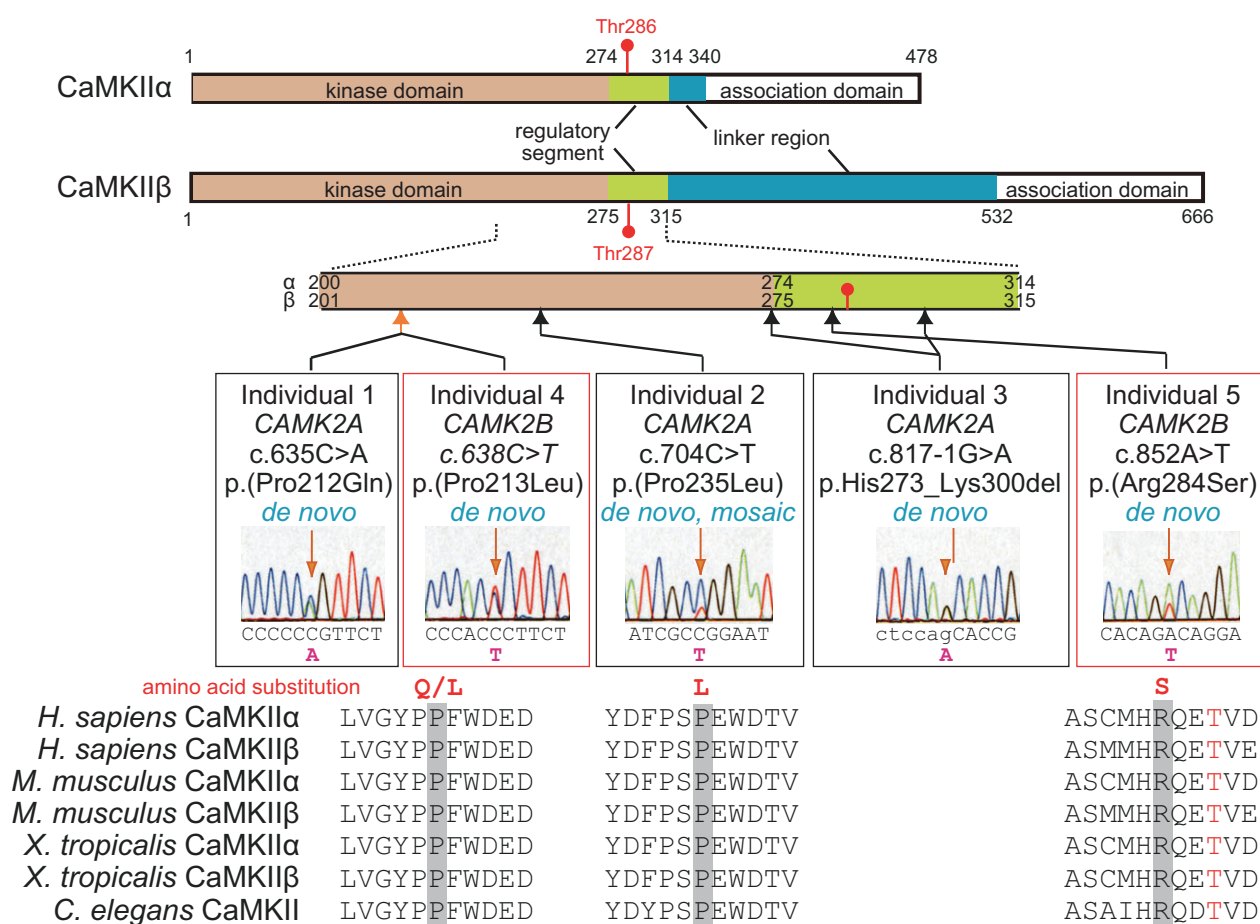 Thr286
1 274 314 340 478
CaMKIIα kinase domain association domain
regulatory
segment
linker region
CaMKIIβ kinase domain association domain
1 275 315 532 666
Thr287
α 200 274 314
β 201 275 315
Individual 1
CAMK2A
c.635C>A
p.(Pro212Gln)
de novo
CCCCCCGTTCT
A
Individual 4
CAMK2B
c.638C>T
p.(Pro213Leu)
de novo
CCCACCCTTCT
T
Individual 2
CAMK2A
c.704C>T
p.(Pro235Leu)
de novo, mosaic
ATCGCCGGAAT
T
Individual 3
CAMK2A
c.817-1G>A
p.His273_Lys300del
de novo
ctccagCACCG
A
Individual 5
CAMK2B
c.852A>T
p.(Arg284Ser)
de novo
CACAGACAGGA
T
amino acid substitution Q/L L S
H. sapiens CaMKIIα LVGYPPFWDED YDFPSPEWDTV ASCMHRQETVD
H. sapiens CaMKIIβ LVGYPPFWDED YDFPSPEWDTV ASMMHRQETVE
M. musculus CaMKIIα LVGYPPFWDED YDFPSPEWDTV ASCMHRQETVD
M. musculus CaMKIIβ LVGYPPFWDED YDFPSPEWDTV ASMMHRQETVE
X. tropicalis CaMKIIα LVGYPPFWDED YDFPSPEWDTV ASCMHRQETVD
X. tropicalis CaMKIIβ LVGYPPFWDED YDFPSPEWDTV ASCMHRQETVD
C. elegans CaMKII LVGYPPFWDED YDYPSPEWDTV ASAIHRQDTVD